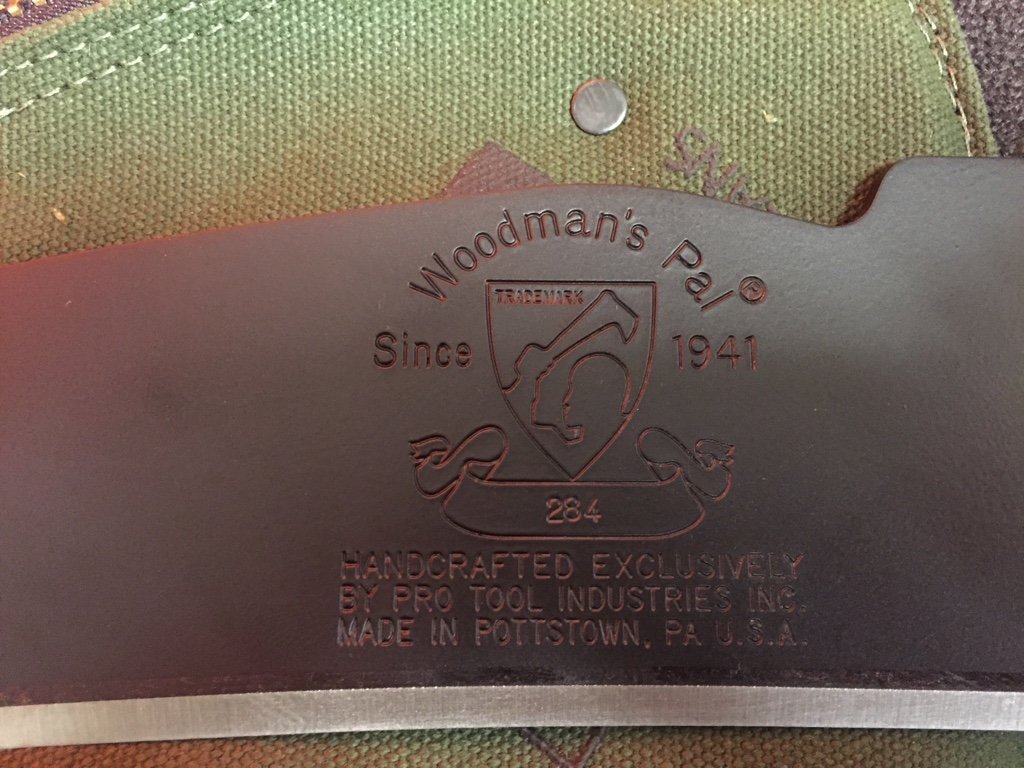 Woodman's Pal®
TRADEMARK
Since 1941
284
HANDCRAFTED EXCLUSIVELY
BY PRO TOOL INDUSTRIES INC.
MADE IN POTTSTOWN, PA U.S.A.